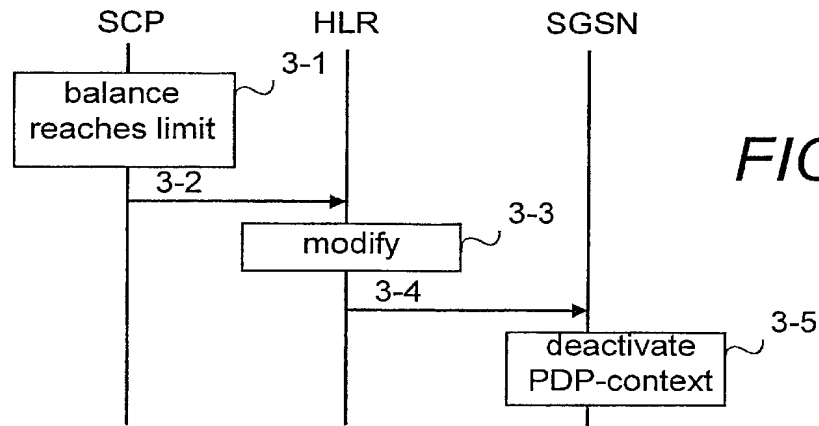 SCP HLR SGSN
3-1
balance
reaches limit
FIG
3-2
3-3
modify
3-4
3-5
deactivate
PDP-context